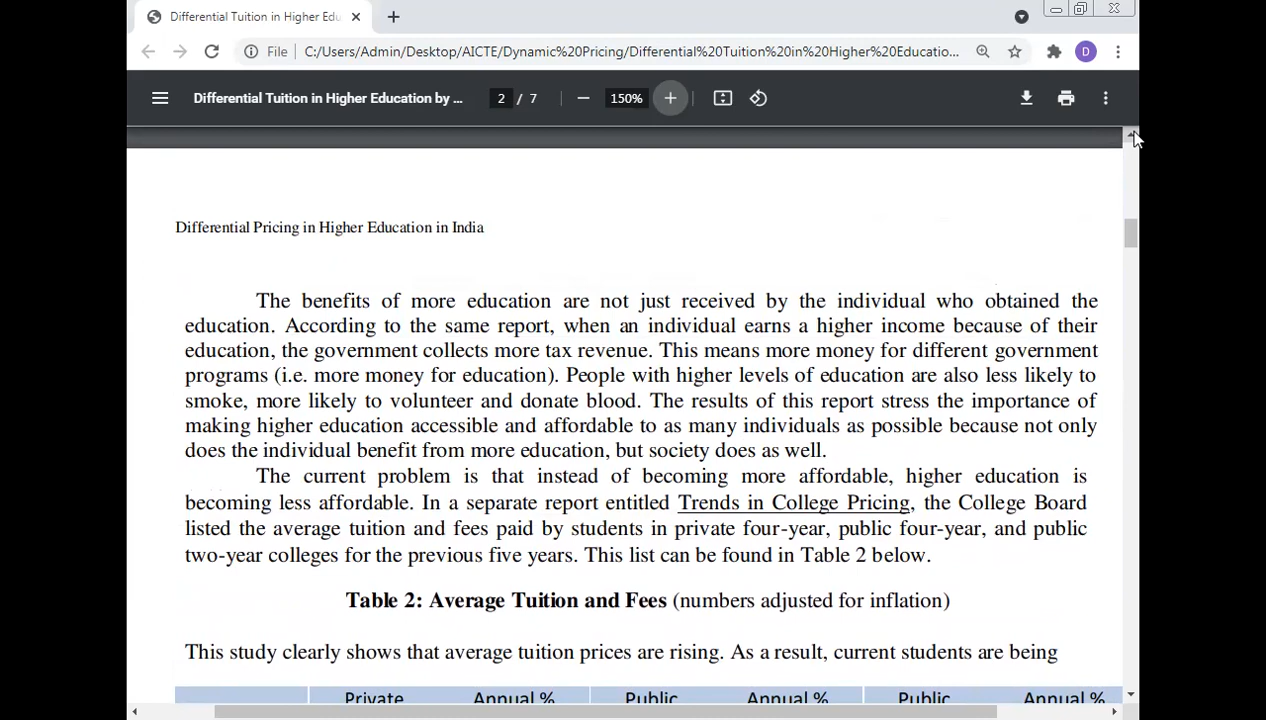 Differential Tuition in Higher Edu
File C:/Users/Admin/Desktop/AICTE/Dynamic%20Pricing/Differential%20Tuition%20in%20Higher%20Educatio...
D
Differential Tuition in Higher Education by ...
2 / 7
150%
Differential Pricing in Higher Education in India
The benefits of more education are not just received by the individual who obtained the
education. According to the same report, when an individual earns a higher income because of their
education, the government collects more tax revenue. This means more money for different government
programs (i.e. more money for education). People with higher levels of education are also less likely to
smoke, more likely to volunteer and donate blood. The results of this report stress the importance of
making higher education accessible and affordable to as many individuals as possible because not only
does the individual benefit from more education, but society does as well.
The current problem is that instead of becoming more affordable, higher education is
becoming less affordable. In a separate report entitled Trends in College Pricing, the College Board
listed the average tuition and fees paid by students in private four-year, public four-year, and public
two-year colleges for the previous five years. This list can be found in Table 2 below.
Table 2: Average Tuition and Fees (numbers adjusted for inflation)
This study clearly shows that average tuition prices are rising. As a result, current students are being
Private Annual % Public Annual % Public Annual %